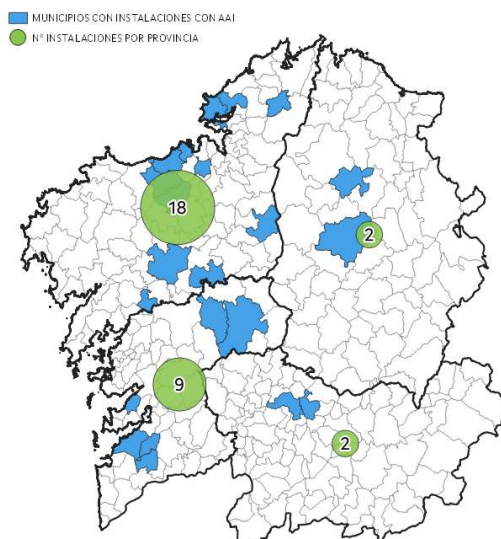 MUNICIPIOS CON INSTALACIONES CON AAI
Nº INSTALACIONES POR PROVINCIA
18
2
9
2